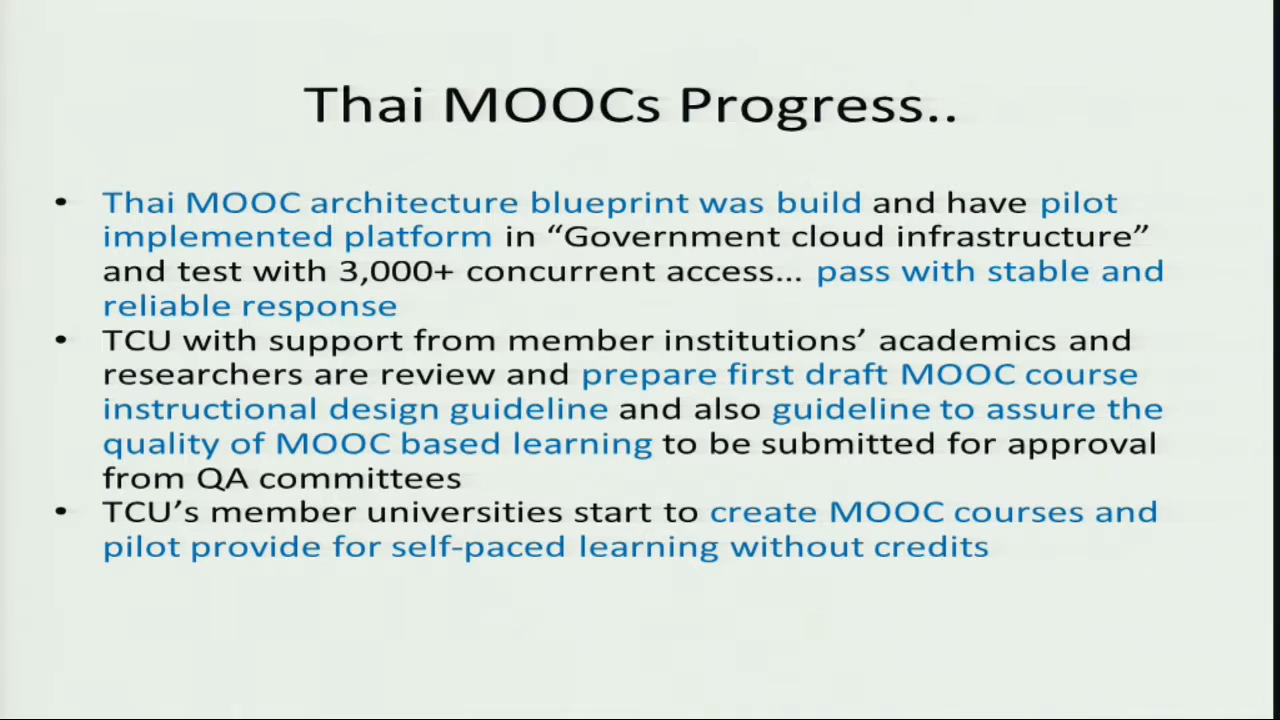 Thai MOOCs Progress..
• Thai MOOC architecture blueprint was build and have pilot
implemented platform in “Government cloud infrastructure”
and test with 3,000+ concurrent access... pass with stable and
reliable response
• TCU with support from member institutions’ academics and
researchers are review and prepare first draft MOOC course
instructional design guideline and also guideline to assure the
quality of MOOC based learning to be submitted for approval
from QA committees
• TCU’s member universities start to create MOOC courses and
pilot provide for self-paced learning without credits